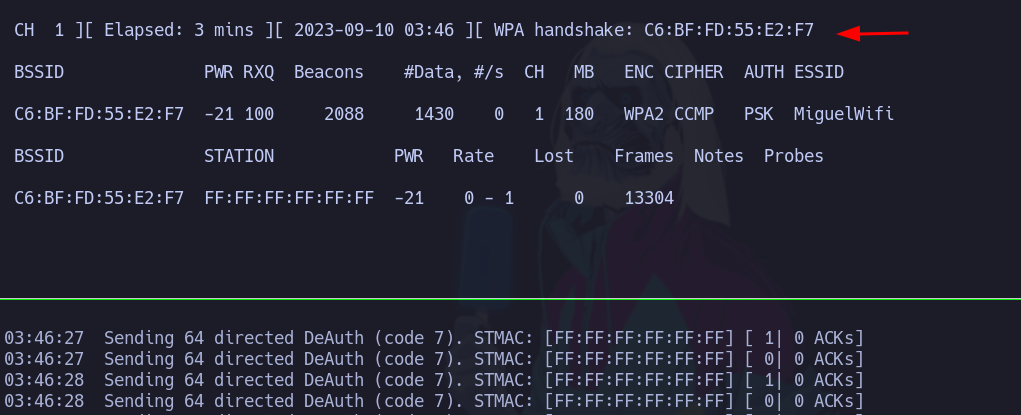 CH 1 ][ Elapsed: 3 mins ][ 2023-09-10 03:46 ][ WPA handshake: C6:BF:FD:55:E2:F7
BSSID PWR RXQ Beacons #Data, #/s CH MB ENC CIPHER AUTH ESSID
C6:BF:FD:55:E2:F7 -21 100 2088 1430 0 1 180 WPA2 CCMP PSK MiguelWifi
BSSID STATION PWR Rate Lost Frames Notes Probes
C6:BF:FD:55:E2:F7 FF:FF:FF:FF:FF:FF -21 0 - 1 0 13304
03:46:27 Sending 64 directed DeAuth (code 7). STMAC: [FF:FF:FF:FF:FF:FF] [ 1| 0 ACKs]
03:46:27 Sending 64 directed DeAuth (code 7). STMAC: [FF:FF:FF:FF:FF:FF] [ 0| 0 ACKs]
03:46:28 Sending 64 directed DeAuth (code 7). STMAC: [FF:FF:FF:FF:FF:FF] [ 1| 0 ACKs]
03:46:28 Sending 64 directed DeAuth (code 7). STMAC: [FF:FF:FF:FF:FF:FF] [ 0| 0 ACKs]